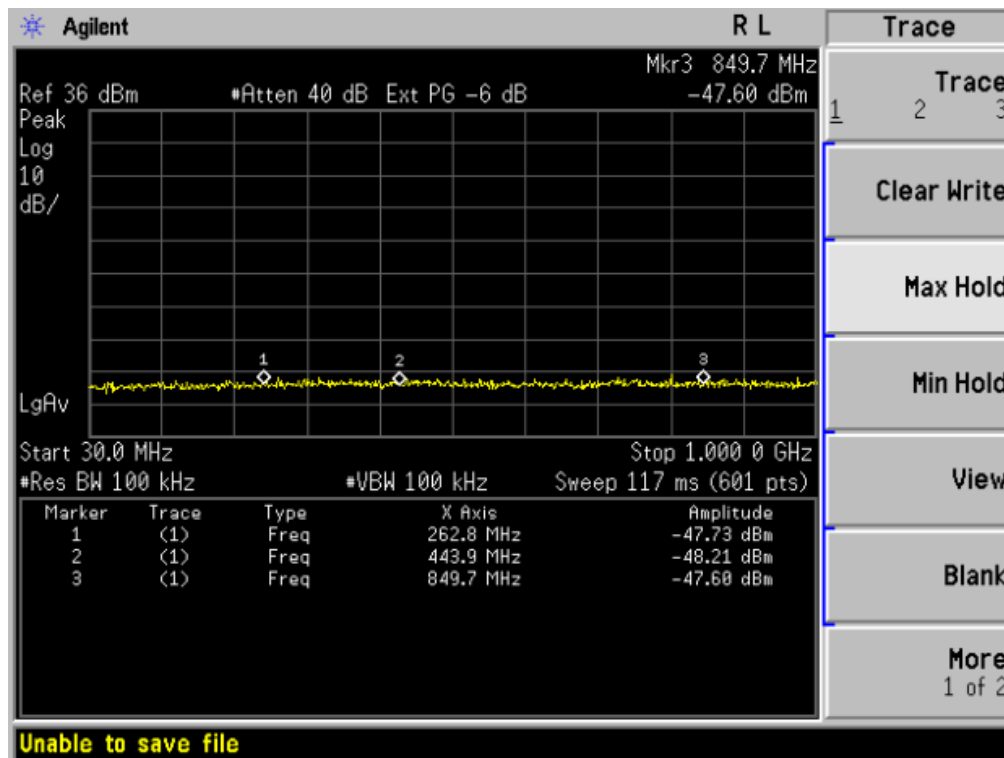 Agilent R L Trace
Mkr3 849.7 MHz
Ref 36 dBm #Atten 40 dB Ext PG -6 dB -47.60 dBm
Peak
Log
10
dB/
1 2 3
LgAv
Start 30.0 MHz Stop 1.000 0 GHz
#Res BW 100 kHz #VBW 100 kHz Sweep 117 ms (601 pts)
Marker Trace Type X Axis Amplitude
1 (1) Freq 262.8 MHz -47.73 dBm
2 (1) Freq 443.9 MHz -48.21 dBm
3 (1) Freq 849.7 MHz -47.60 dBm
Trace
1 2 3
Clear Write
Max Hold
Min Hold
View
Blank
More
1 of 2
Unable to save file